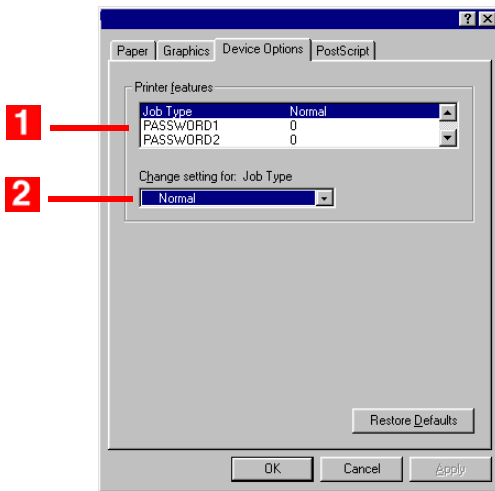 Paper Graphics Device Options PostScript
Printer features
Job Type Normal
1
PASSWORD1 0
PASSWORD2 0
Change setting for: Job Type
2
Normal
Restore Defaults
OK Cancel Apply